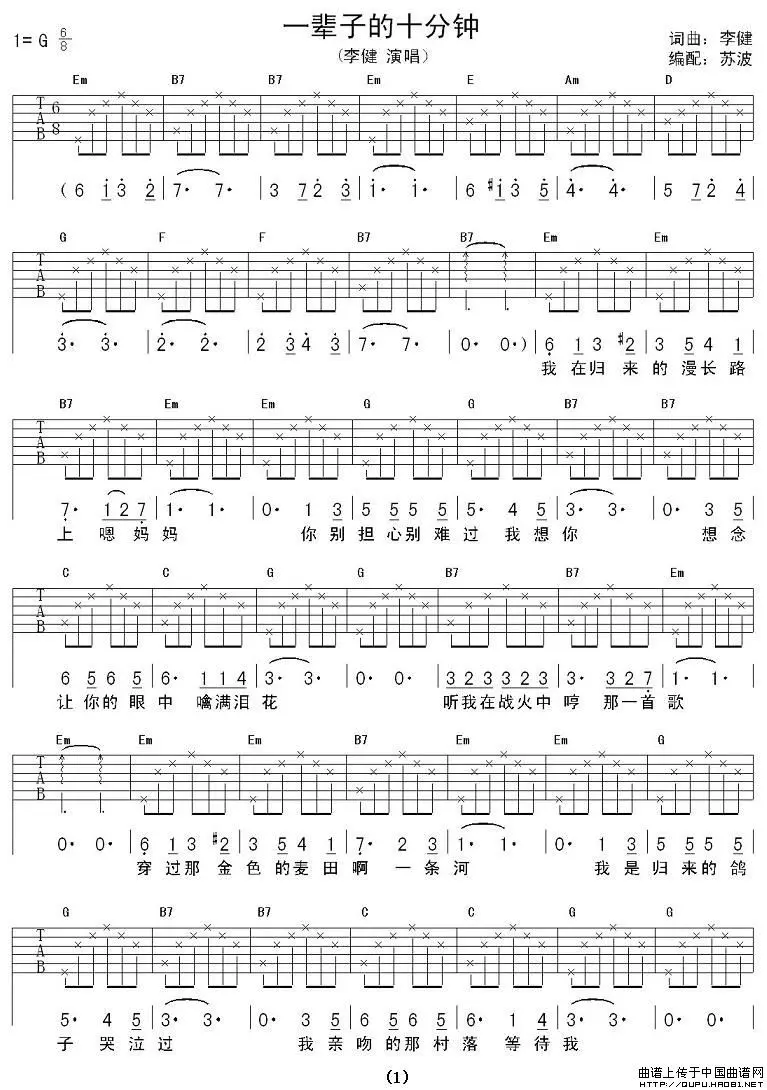 一辈子的十分钟
1=G 6/8
(李健 演唱)
词曲：李健
编配：苏波
Em B7 B7 Em E Am D
T A B 6 8
(6 1 3 2 | 7· 7· | 3 7 2 3 | 1· 1· | 6 #1 3 5 | 4· 4· | 5 7 2 4 |
G F F B7 B7 Em Em
T A B
3· 3· | 2· 2· | 2 3 4 3 | 7· 7· | 0· 0·) | 6 1 3 #2 | 3 5 4 1 |
我 在归 来 的漫长路
B7 Em Em G G B7 B7
T A B
7· 1 2 7 | 1· 1· | 0· 1 3 | 5 5 5 5 | 5· 4 5 | 3· 3· | 0· 3 5 |
上 嗯妈 妈 你别 担心别难 过 我想 你 想念
C C G G B7 B7 Em
T A B
6 5 6 5 | 6· 1 1 4 | 3· 3· | 0· 0· | 3 2 3 3 2 3 | 3· 3 2 7 | 1· 1· |
让你的眼 中 噙满泪 花 听我在战火中 哼 那一首 歌
Em Em Em B7 Em Em G
T A B
0· 0· | 6 1 3 #2 | 3 5 4 1 | 7· 2 3 | 1· 1· | 0· 1 3 | 5 5 5 5 |
穿过那 金 色的麦田 啊 一条 河 我是 归来的鸽
G B7 B7 C C G G
T A B
5· 4 5 | 3· 3· | 0· 3 5 | 6 5 5 6 | 6· 1 4 | 3· 3· | 0· 0· |
子 哭泣 过 我亲 吻的那村 落 等待 我
(1)
曲谱上传于中国曲谱网
http://QUPU.HAO81.NET